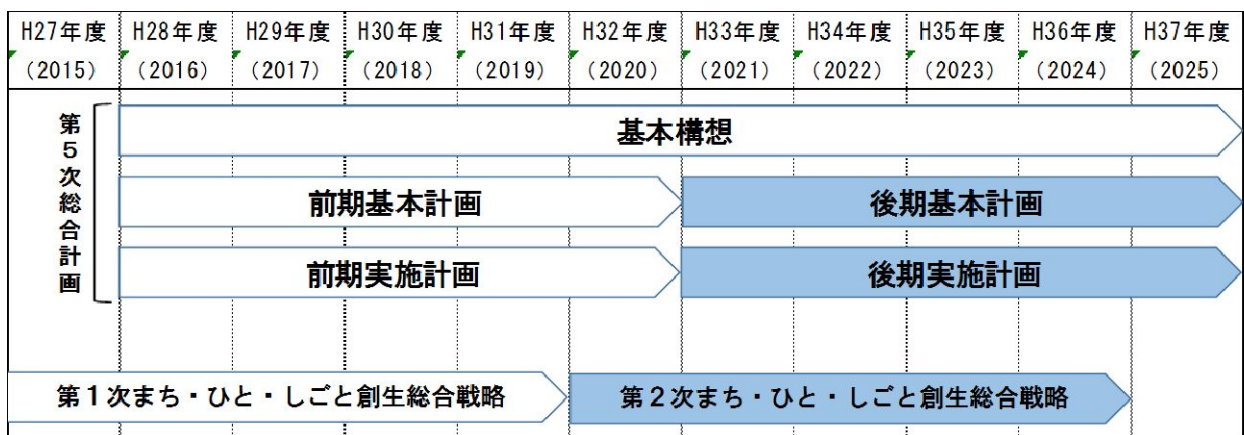 H27年度 H28年度 H29年度 H30年度 H31年度 H32年度 H33年度 H34年度 H35年度 H36年度 H37年度
(2015) (2016) (2017) (2018) (2019) (2020) (2021) (2022) (2023) (2024) (2025)
第5次総合計画
基本構想
前期基本計画 後期基本計画
前期実施計画 後期実施計画
第1次まち・ひと・しごと創生総合戦略 第2次まち・ひと・しごと創生総合戦略